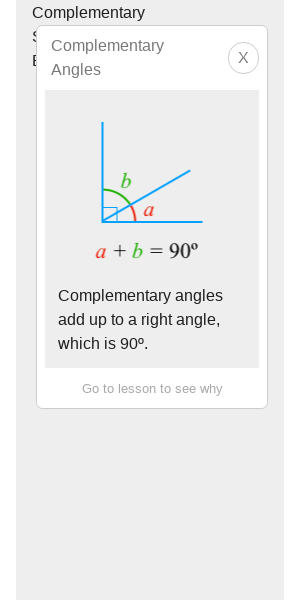 Complementary
S
E
Complementary
Angles
X
b
a
a + b = 90º
Complementary angles
add up to a right angle,
which is 90º.
Go to lesson to see why